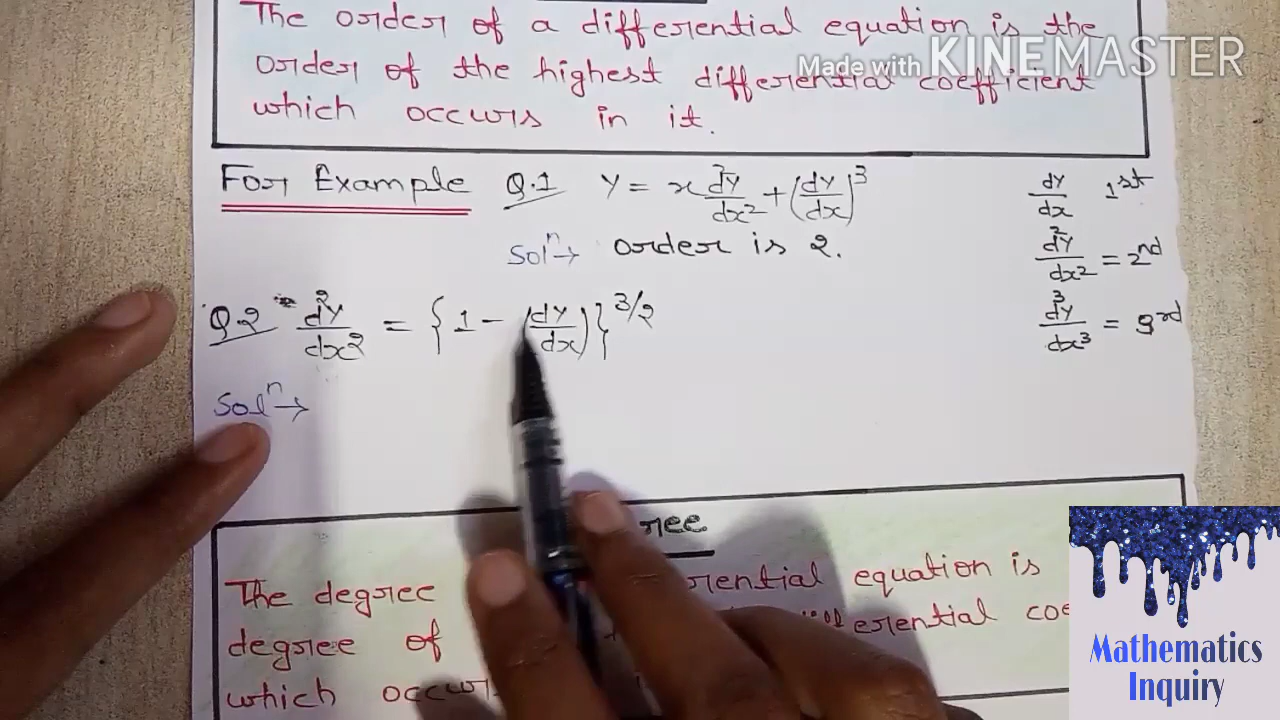 The order of a differential equation is the
Made with KINEMASTER
order of the highest differential coefficient
which occurs in it.
For Example Q.1 y = x d²y/dx² + (dy/dx)³
dy/dx 1st
Solⁿ→ order is 2.
d²y/dx² = 2nd
Q.2 d²y/dx² = {1 - (dy/dx)}^3/2
d³y/dx³ = 3rd
Solⁿ→
The degree equation is
degree of
which
Mathematics
Inquiry